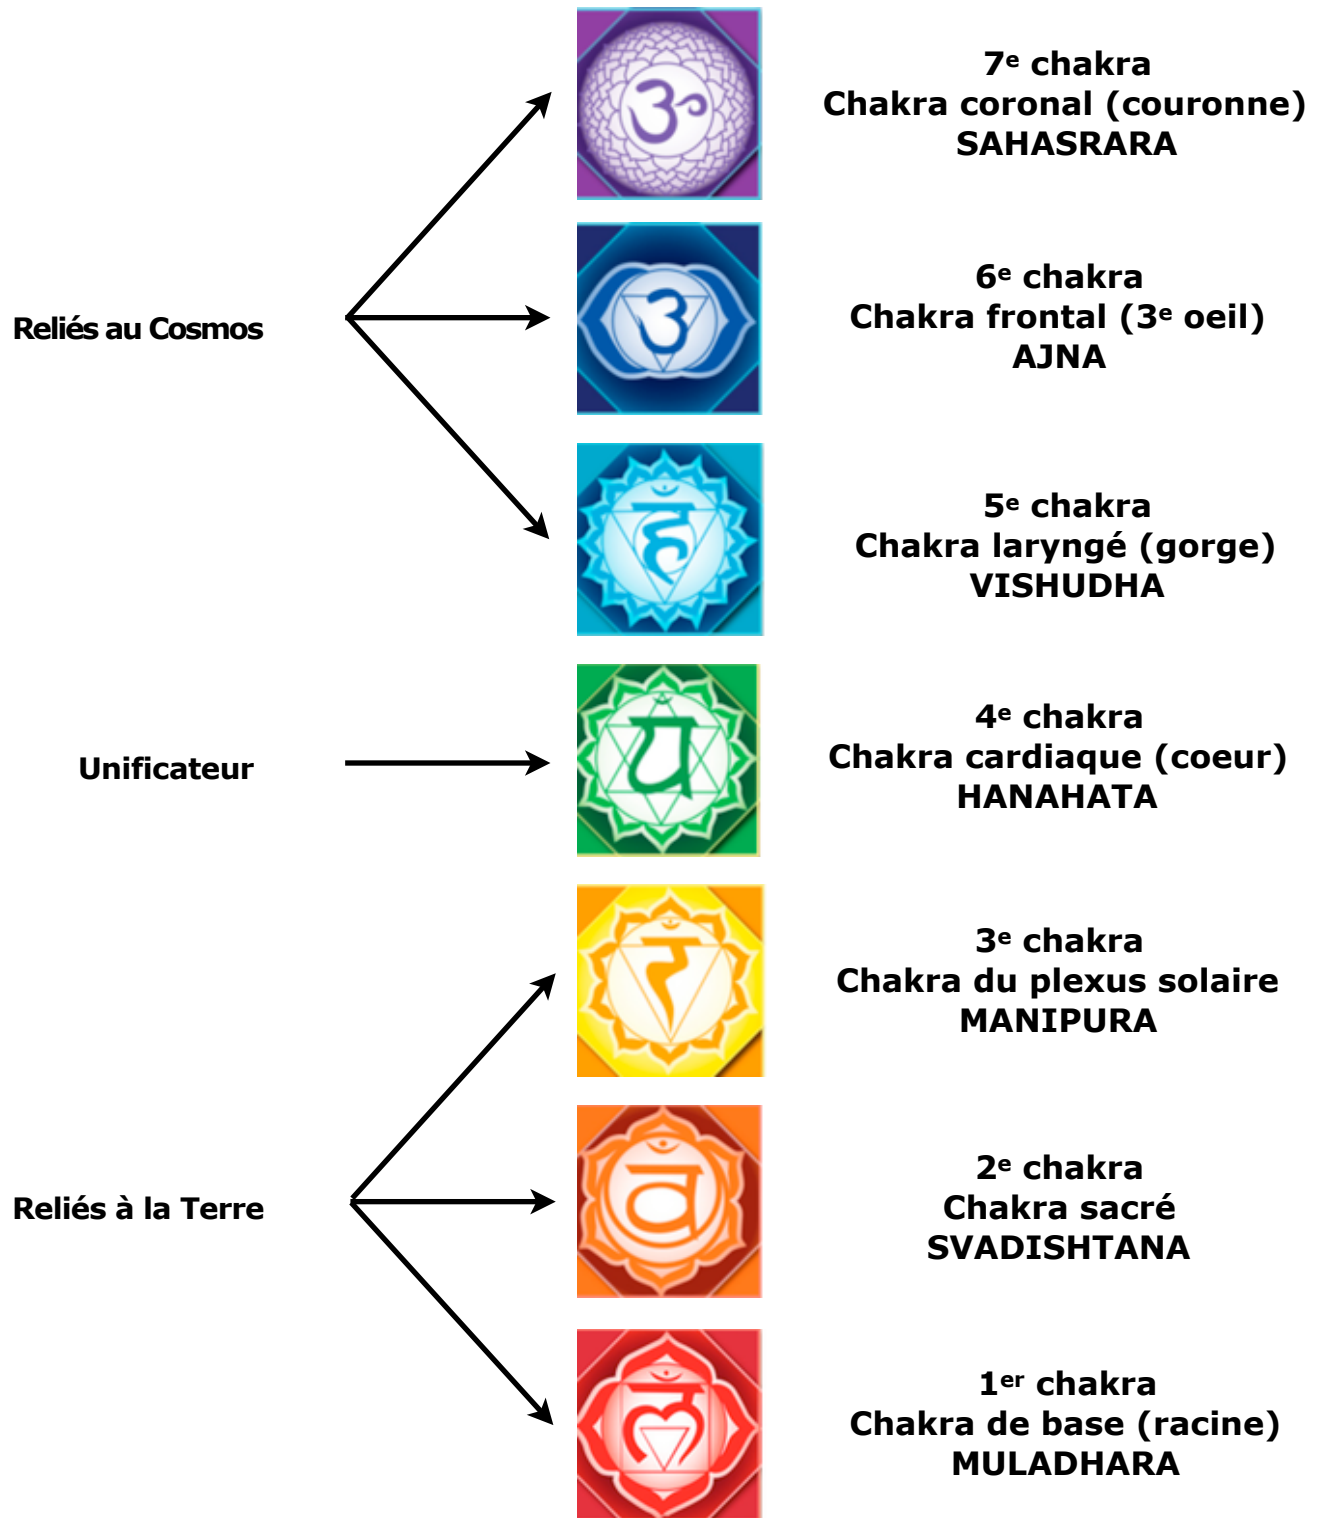 7e chakra
Chakra coronal (couronne)
SAHASRARA
Reliés au Cosmos
6e chakra
Chakra frontal (3e oeil)
AJNA
5e chakra
Chakra laryngé (gorge)
VISHUDHA
Unificateur
4e chakra
Chakra cardiaque (coeur)
HANAHATA
3e chakra
Chakra du plexus solaire
MANIPURA
Reliés à la Terre
2e chakra
Chakra sacré
SVADISHTANA
1er chakra
Chakra de base (racine)
MULADHARA